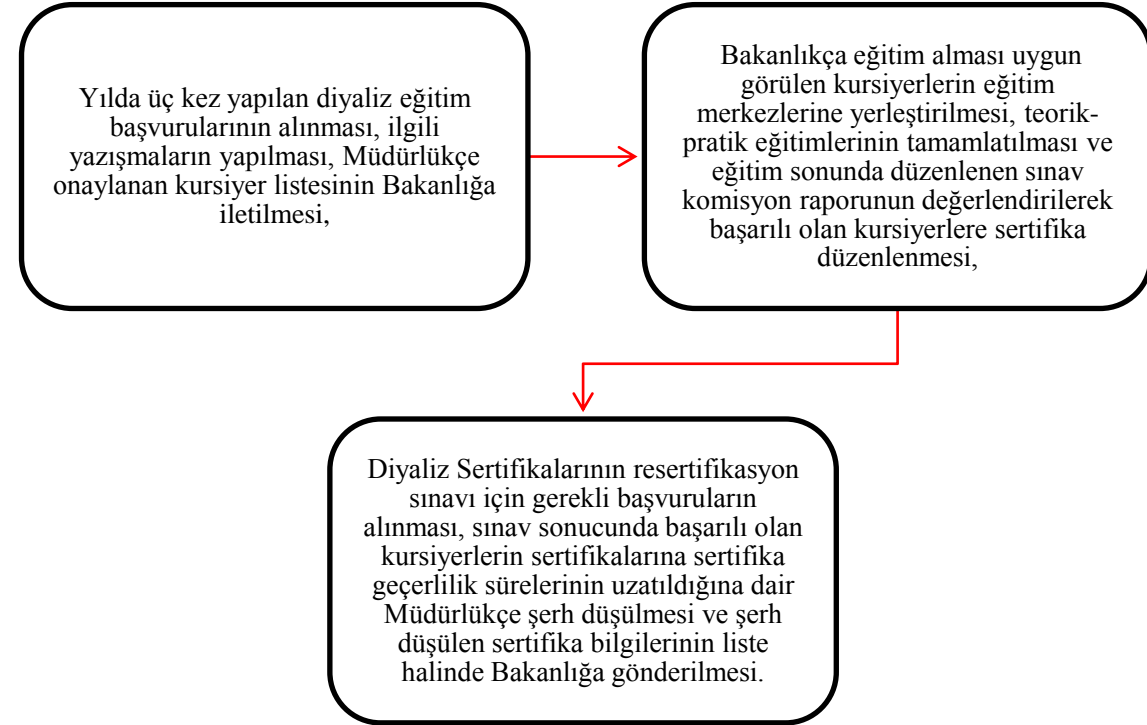 Yılda üç kez yapılan diyaliz eğitim
başvurularının alınması, ilgili
yazışmaların yapılması, Müdürlükçe
onaylanan kursiyer listesinin Bakanlığa
iletilmesi,
Bakanlıkça eğitim alması uygun
görülen kursiyerlerin eğitim
merkezlerine yerleştirilmesi, teorik-
pratik eğitimlerinin tamamlatılması ve
eğitim sonunda düzenlenen sınav
komisyon raporunun değerlendirilerek
başarılı olan kursiyerlere sertifika
düzenlenmesi,
Diyaliz Sertifikalarının resertifikasyon
sınavı için gerekli başvuruların
alınması, sınav sonucunda başarılı olan
kursiyerlerin sertifikalarına sertifika
geçerlilik sürelerinin uzatıldığına dair
Müdürlükçe şerh düşülmesi ve şerh
düşülen sertifika bilgilerinin liste
halinde Bakanlığa gönderilmesi.